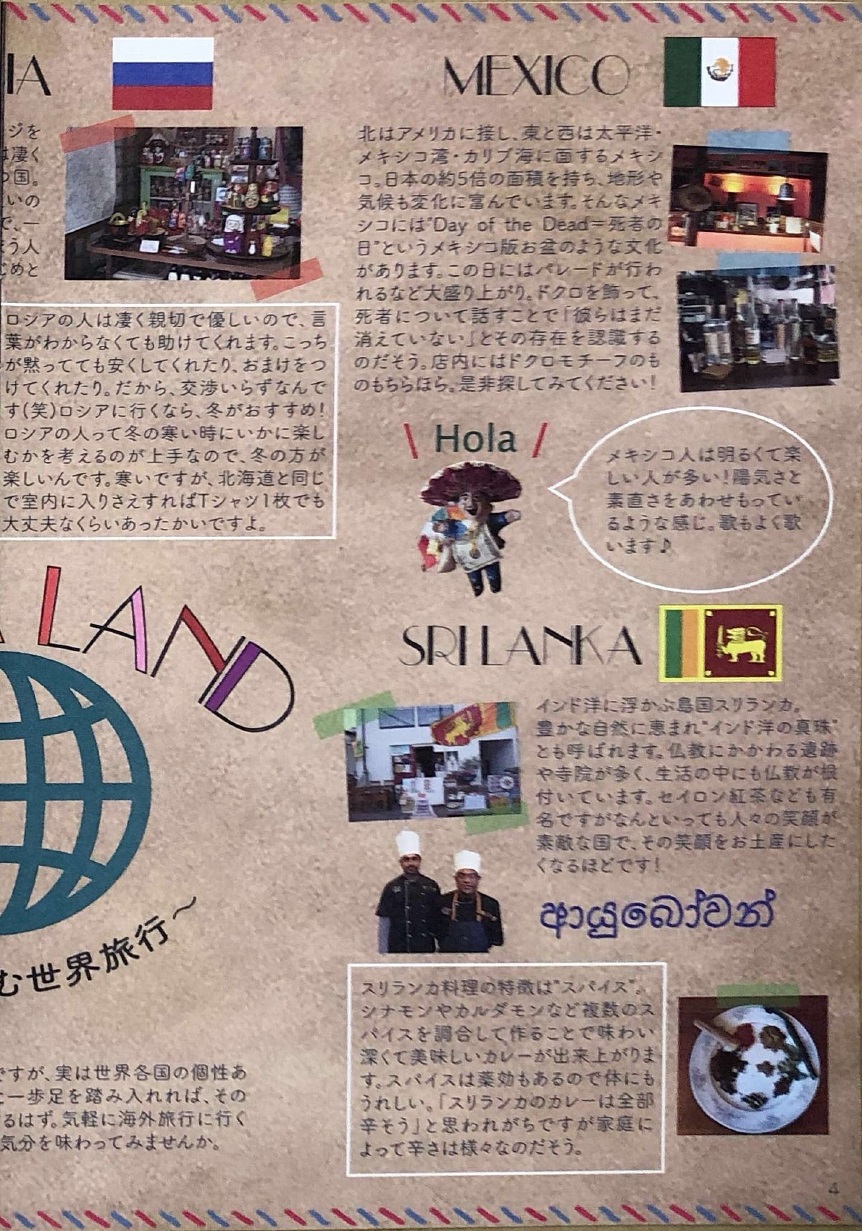 IA
ジを
は凄く
の国。
いの
で、一
う人
めと
ロシアの人は凄く親切で優しいので、言
葉がわからなくても助けてくれます。こっち
が黙ってても安くしてくれたり、おまけをつ
けてくれたり。だから、交渉いらずなんで
す(笑)ロシアに行くなら、冬がおすすめ!
ロシアの人って冬の寒い時にいかに楽し
むかを考えるのが上手なので、冬の方が
楽しいんです。寒いですが、北海道と同じ
で室内に入りさえすればTシャツ1枚でも
大丈夫なくらいあったかいですよ。
LAND
む世界旅行〜
ですが、実は世界各国の個性あ
一歩足を踏み入れれば、その
るはず。気軽に海外旅行に行く
気分を味わってみませんか。
MEXICO
北はアメリカに接し、東と西は太平洋・
メキシコ湾・カリブ海に面するメキシ
コ。日本の約5倍の面積を持ち、地形や
気候も変化に富んでいます。そんなメキ
シコには"Day of the Dead=死者の
日"というメキシコ版お盆のような文化
があります。この日にはパレードが行わ
れるなど大盛り上がり。ドクロを飾って、
死者について話すことで「彼らはまだ
消えていない」とその存在を認識する
のだそう。店内にはドクロモチーフのも
のもちらほら。是非探してみてください!
\ Hola /
メキシコ人は明るくて楽
しい人が多い!陽気さと
素直さをあわせもってい
るような感じ。歌もよく歌
います♪
SRI LANKA
インド洋に浮かぶ島国スリランカ。
豊かな自然に恵まれ"インド洋の真珠"
とも呼ばれます。仏教にかかわる遺跡
や寺院が多く、生活の中にも仏教が根
付いています。セイロン紅茶なども有
名ですがなんといっても人々の笑顔が
素敵な国で、その笑顔をお土産にした
くなるほどです!
ආයුබෝවන්
スリランカ料理の特徴は"スパイス"。
シナモンやカルダモンなど複数のス
パイスを調合して作ることで味わい
深くて美味しいカレーが出来上がりま
す。スパイスは薬効もあるので体にも
うれしい。「スリランカのカレーは全部
辛そう」と思われがちですが家庭に
よって辛さは様々なのだそう。
4